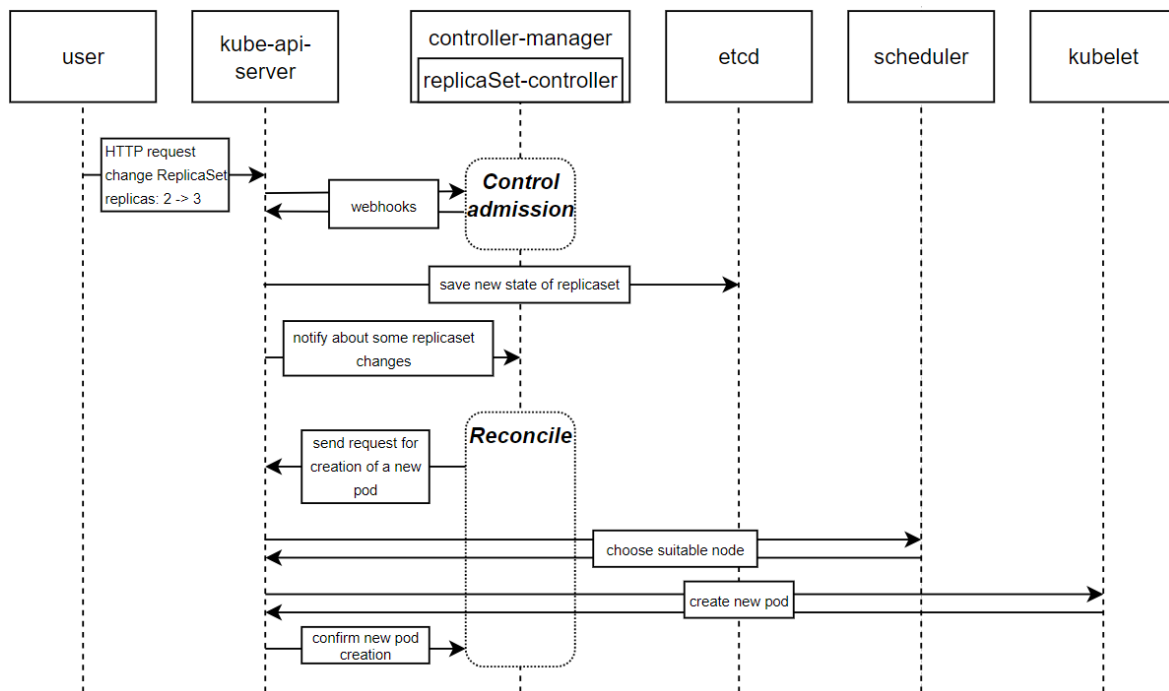 user
kube-api-
server
controller-manager
replicaSet-controller
etcd
scheduler
kubelet
HTTP request
change ReplicaSet
replicas: 2 -> 3
Control
admission
webhooks
save new state of replicaset
notify about some replicaset
changes
Reconcile
send request for
creation of a new
pod
choose suitable node
create new pod
confirm new pod
creation